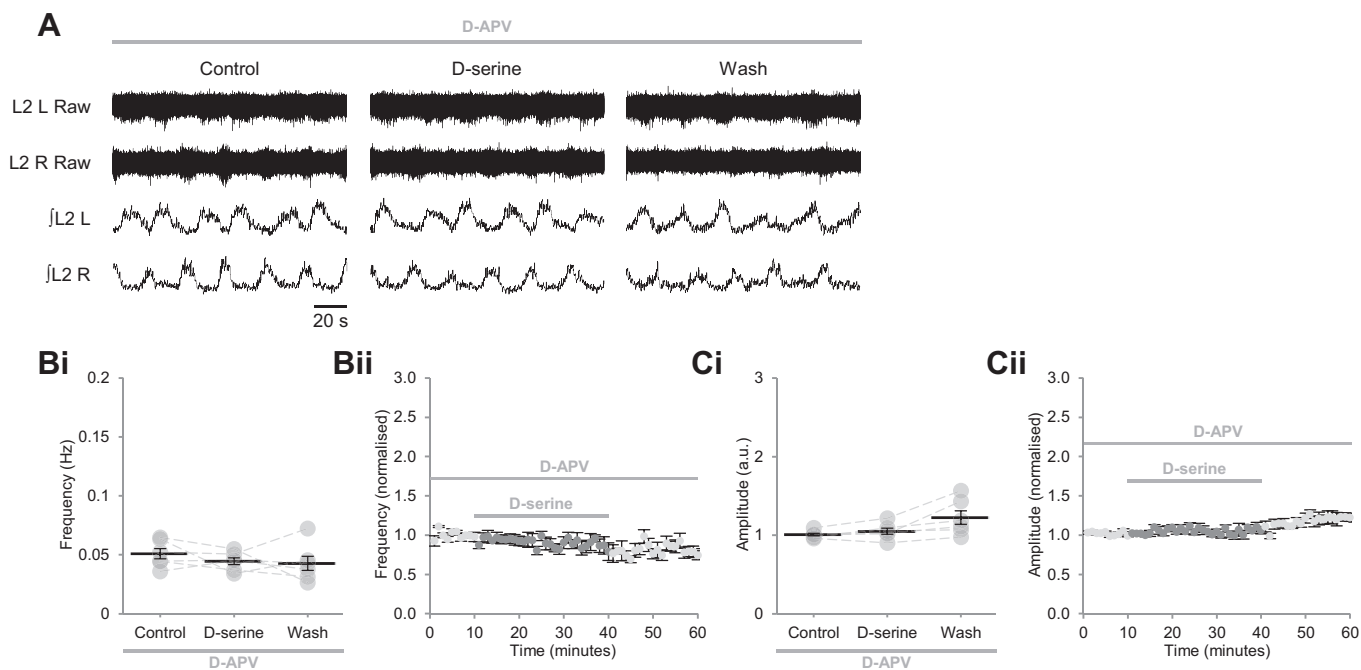 A
D-APV
Control D-serine Wash
L2 L Raw
L2 R Raw
∫L2 L
∫L2 R
20 s
Bi
Frequency (Hz)
0.2
0.15
0.1
0.05
0
Control D-serine Wash
D-APV
Bii
Frequency (normalised)
3.0
2.5
2.0
1.5
1.0
0.5
0.0
D-APV
D-serine
0 10 20 30 40 50 60
Time (minutes)
Ci
Amplitude (a.u.)
3
2
1
0
Control D-serine Wash
D-APV
Cii
Amplitude (normalised)
3.0
2.5
2.0
1.5
1.0
0.5
0.0
D-APV
D-serine
0 10 20 30 40 50 60
Time (minutes)